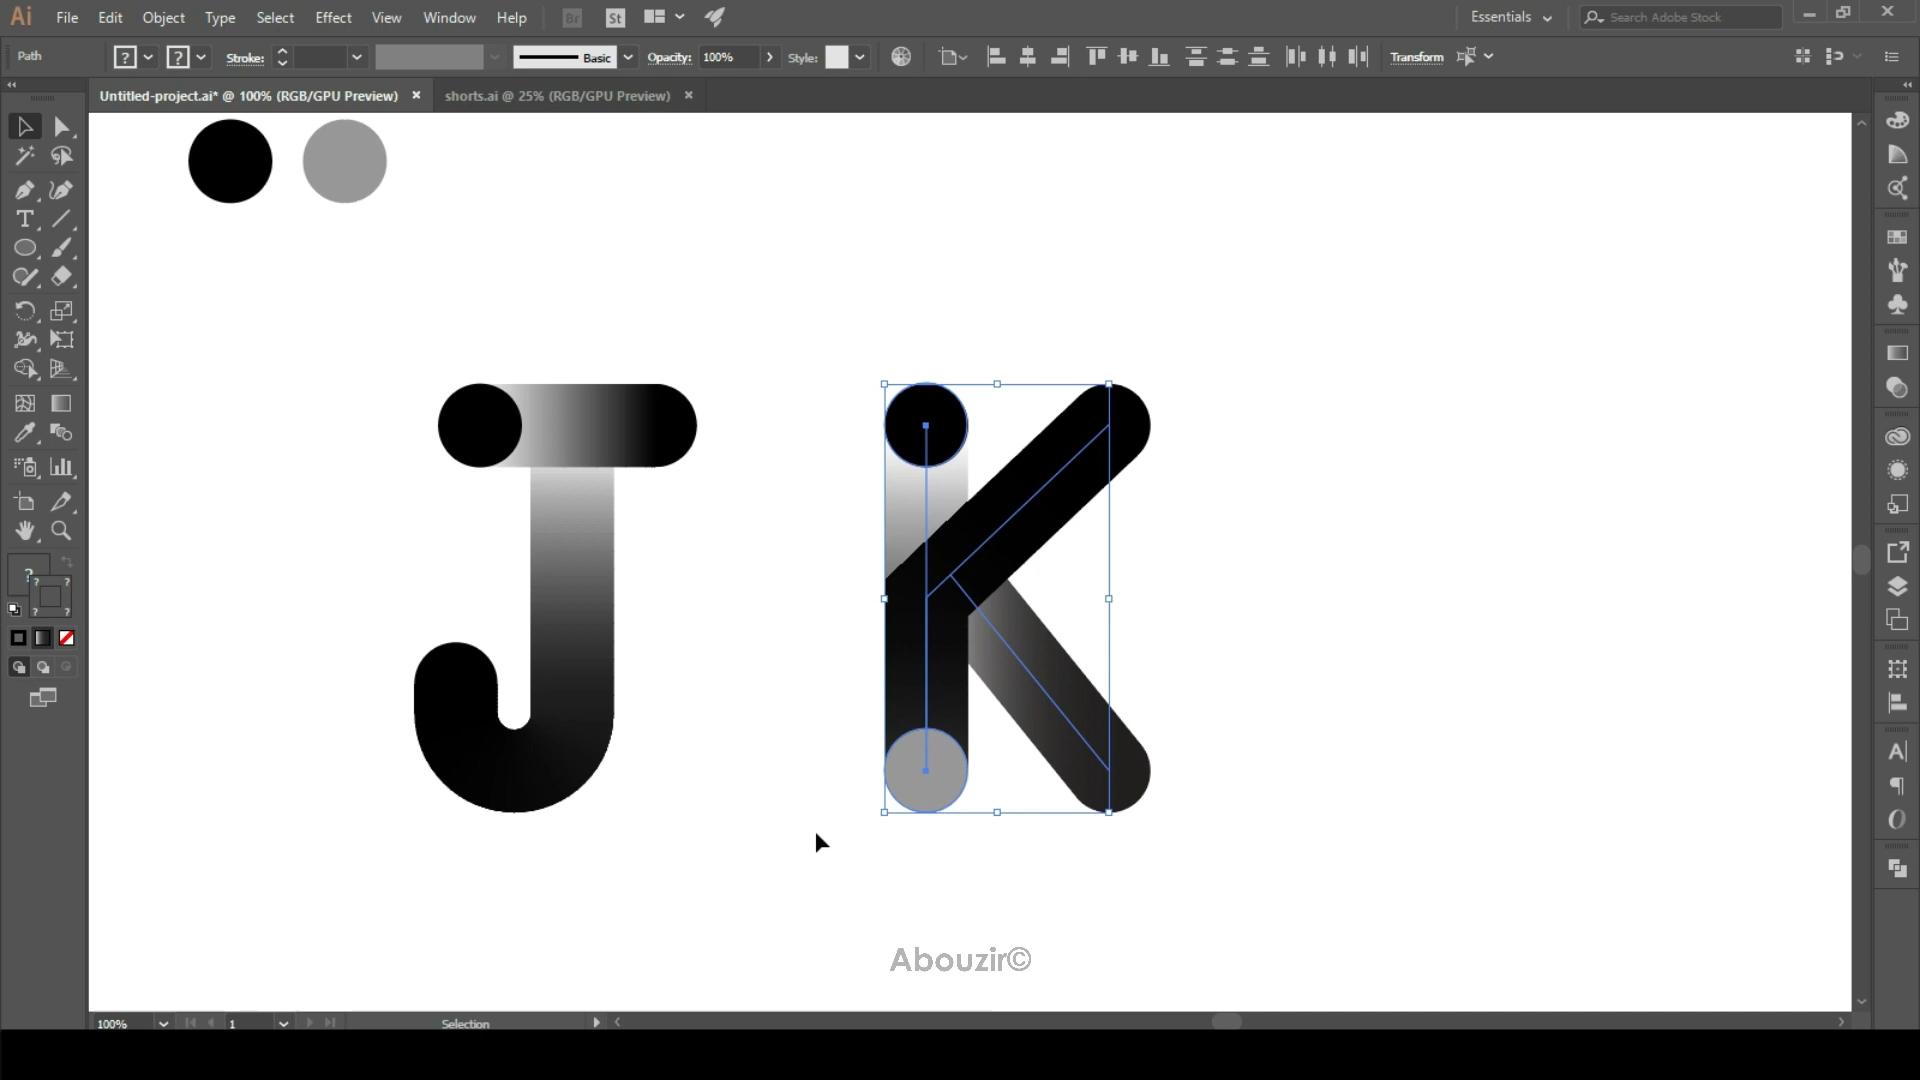 Ai File Edit Object Type Select Effect View Window Help Br St Essentials Search Adobe Stock
Path ? ? Stroke: Basic Opacity: 100% Style: Transform
Untitled-project.ai* @ 100% (RGB/GPU Preview) × shorts.ai @ 25% (RGB/GPU Preview) ×
J K
Abouzir©
100% 1 Selection